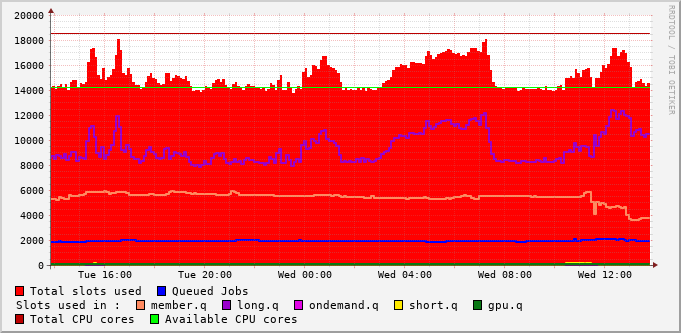 20000
18000
16000
14000
12000
10000
8000
6000
4000
2000
0
Tue 16:00 Tue 20:00 Wed 00:00 Wed 04:00 Wed 08:00 Wed 12:00
RRDTOOL / TOBI OETIKER
Total slots used Queued Jobs
Slots used in : member.q long.q ondemand.q short.q gpu.q
Total CPU cores Available CPU cores